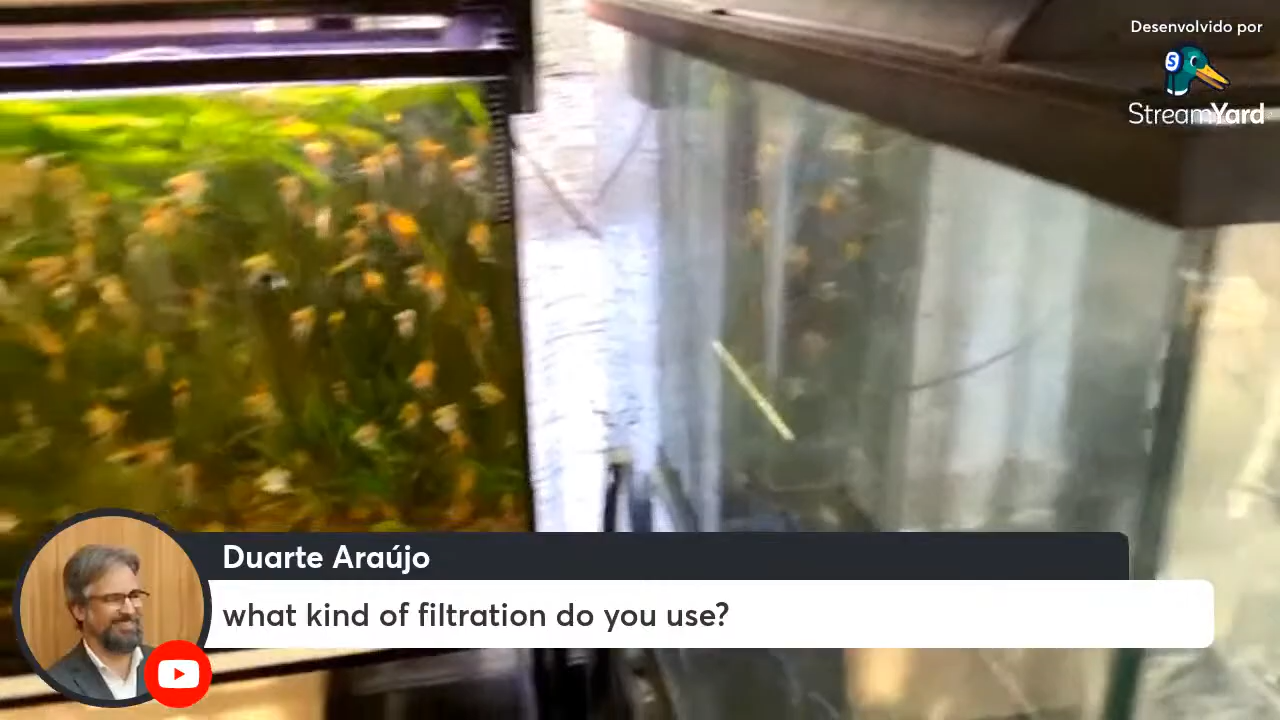 Desenvolvido por
S
StreamYard
Duarte Araújo
what kind of filtration do you use?